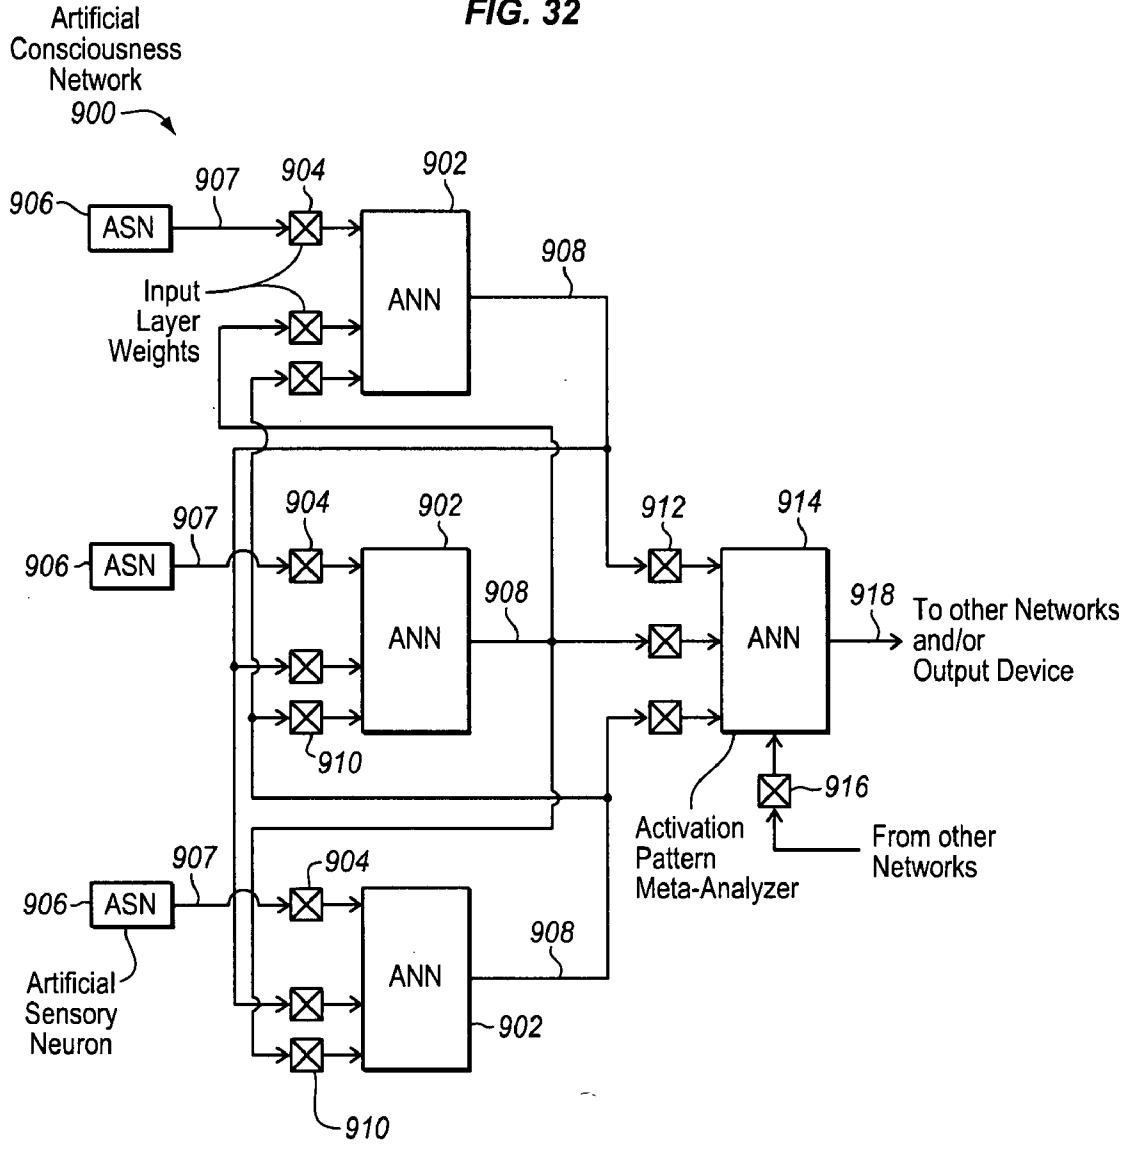 FIG. 32
Artificial
Consciousness
Network
900
906
ASN
907
904
902
Input
Layer
Weights
ANN
908
906
ASN
907
904
902
ANN
908
910
912
914
ANN
918
To other Networks
and/or
Output Device
916
From other
Networks
Activation
Pattern
Meta-Analyzer
906
ASN
907
904
ANN
902
908
Artificial
Sensory
Neuron
910